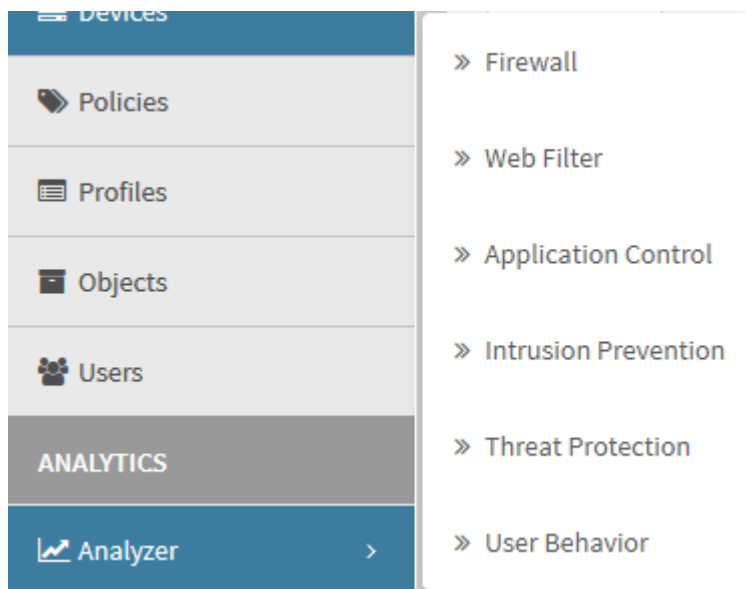 Devices
Policies
Profiles
Objects
Users
ANALYTICS
Analyzer
Firewall
Web Filter
Application Control
Intrusion Prevention
Threat Protection
User Behavior